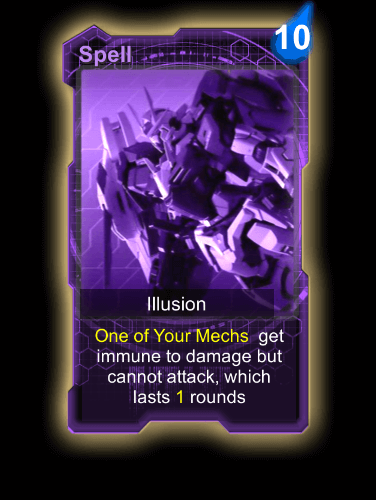 10
Spell
Illusion
One of Your Mechs get
immune to damage but
cannot attack, which
lasts 1 rounds